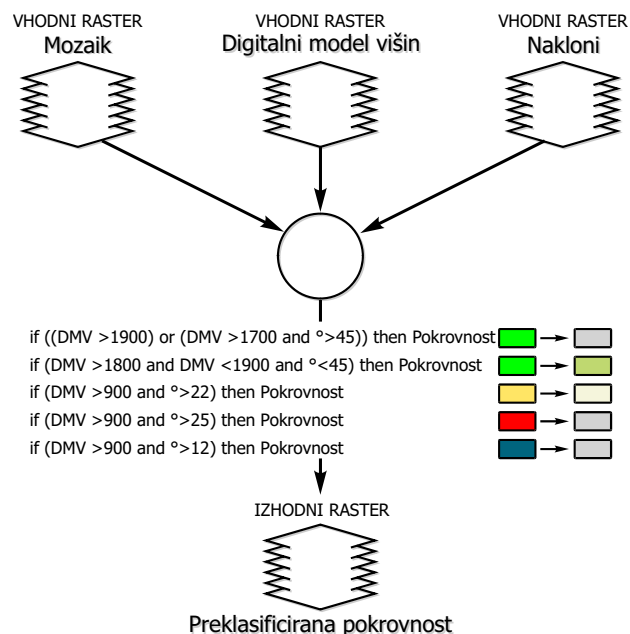 VHODNI RASTER
Mozaik
VHODNI RASTER
Digitalni model višin
VHODNI RASTER
Nakloni
if ((DMV >1900) or (DMV >1700 and °>45)) then Pokrovnost
if (DMV >1800 and DMV <1900 and °<45) then Pokrovnost
if (DMV >900 and °>22) then Pokrovnost
if (DMV >900 and °>25) then Pokrovnost
if (DMV >900 and °>12) then Pokrovnost
IZHODNI RASTER
Preklasificirana pokrovnost